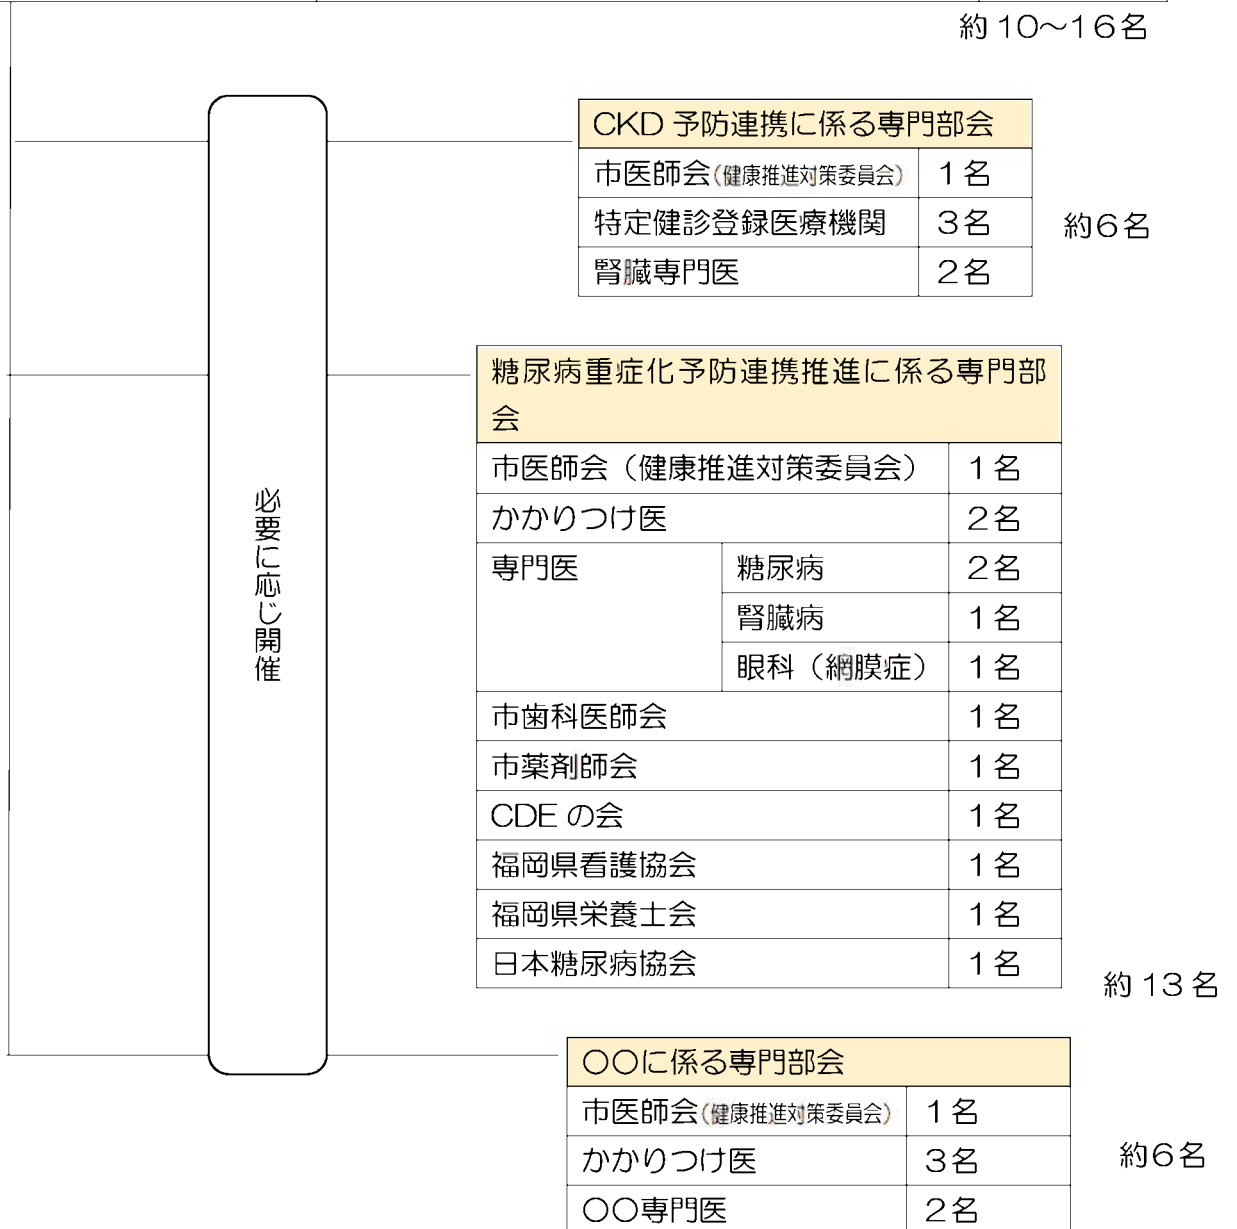 約10～16名
CKD 予防連携に係る専門部会
市医師会(健康推進対策委員会) 1名
特定健診登録医療機関 3名
腎臓専門医 2名
約6名
糖尿病重症化予防連携推進に係る専門部
会
市医師会（健康推進対策委員会） 1名
かかりつけ医 2名
専門医 糖尿病 2名
腎臓病 1名
眼科（網膜症） 1名
市歯科医師会 1名
市薬剤師会 1名
CDE の会 1名
福岡県看護協会 1名
福岡県栄養士会 1名
日本糖尿病協会 1名
約13名
必要に応じ開催
〇〇に係る専門部会
市医師会(健康推進対策委員会) 1名
かかりつけ医 3名
〇〇専門医 2名
約6名